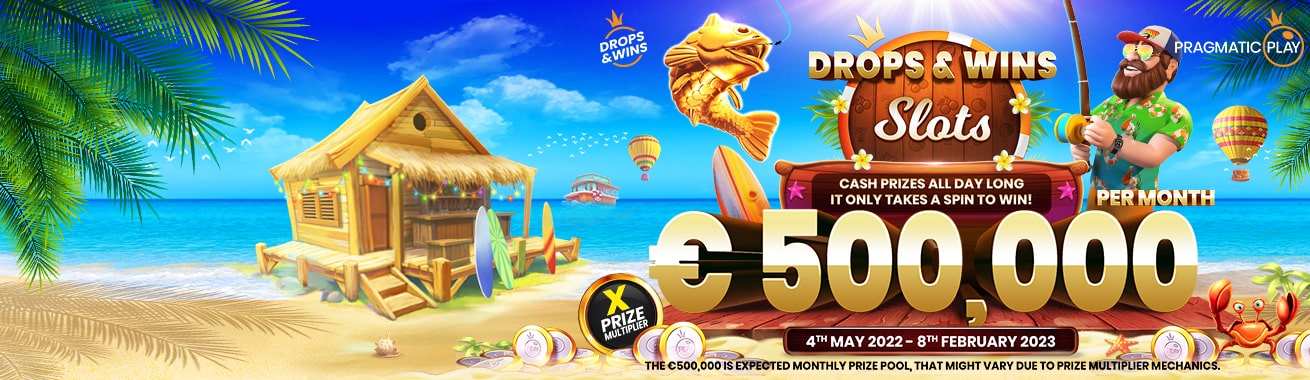 DROPS
& WINS
DROPS & WINS
Slots
PRAGMATIC PLAY
CASH PRIZES ALL DAY LONG
IT ONLY TAKES A SPIN TO WIN!
PER MONTH
€500,000
X
PRIZE
MULTIPLIER
4TH MAY 2022 - 8TH FEBRUARY 2023
THE €500,000 IS EXPECTED MONTHLY PRIZE POOL, THAT MIGHT VARY DUE TO PRIZE MULTIPLIER MECHANICS.